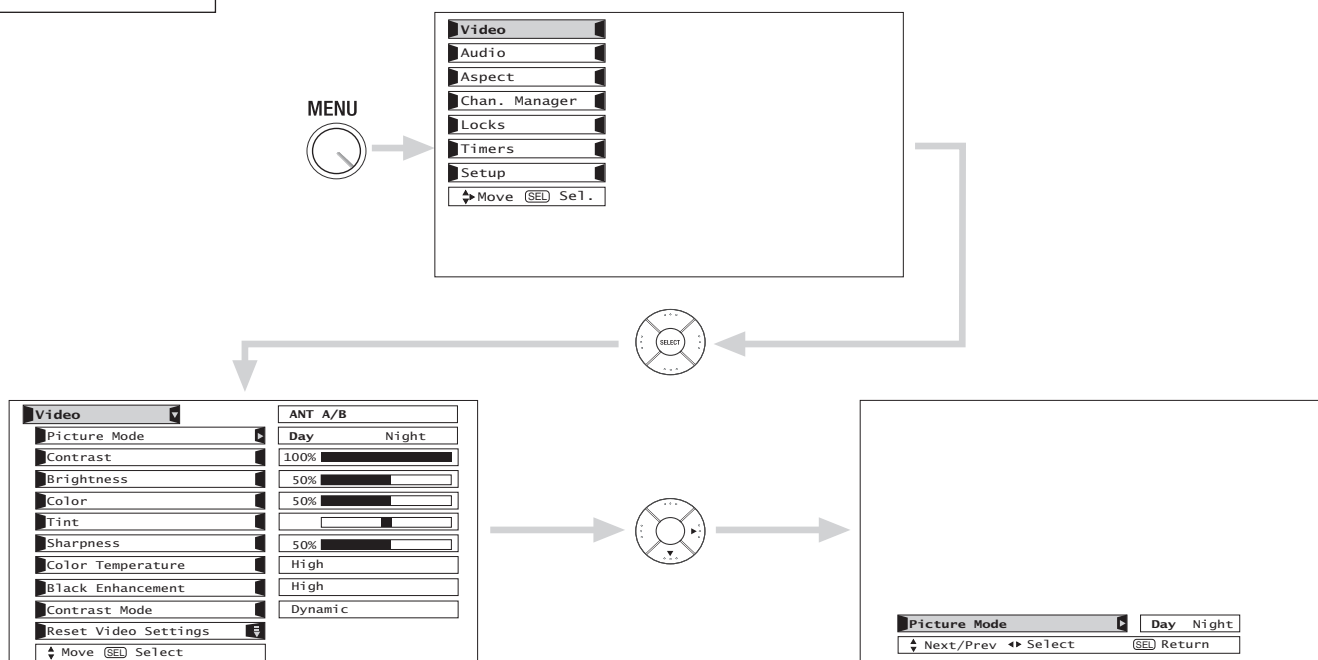 Video
Audio
Aspect
Chan. Manager
Locks
Timers
Setup
Move SEL Sel.
MENU
SELECT
Video ANT A/B
Picture Mode Day Night
Contrast 100%
Brightness 50%
Color 50%
Tint
Sharpness 50%
Color Temperature High
Black Enhancement High
Contrast Mode Dynamic
Reset Video Settings
Move SEL Select
Picture Mode Day Night
Next/Prev Select SEL Return